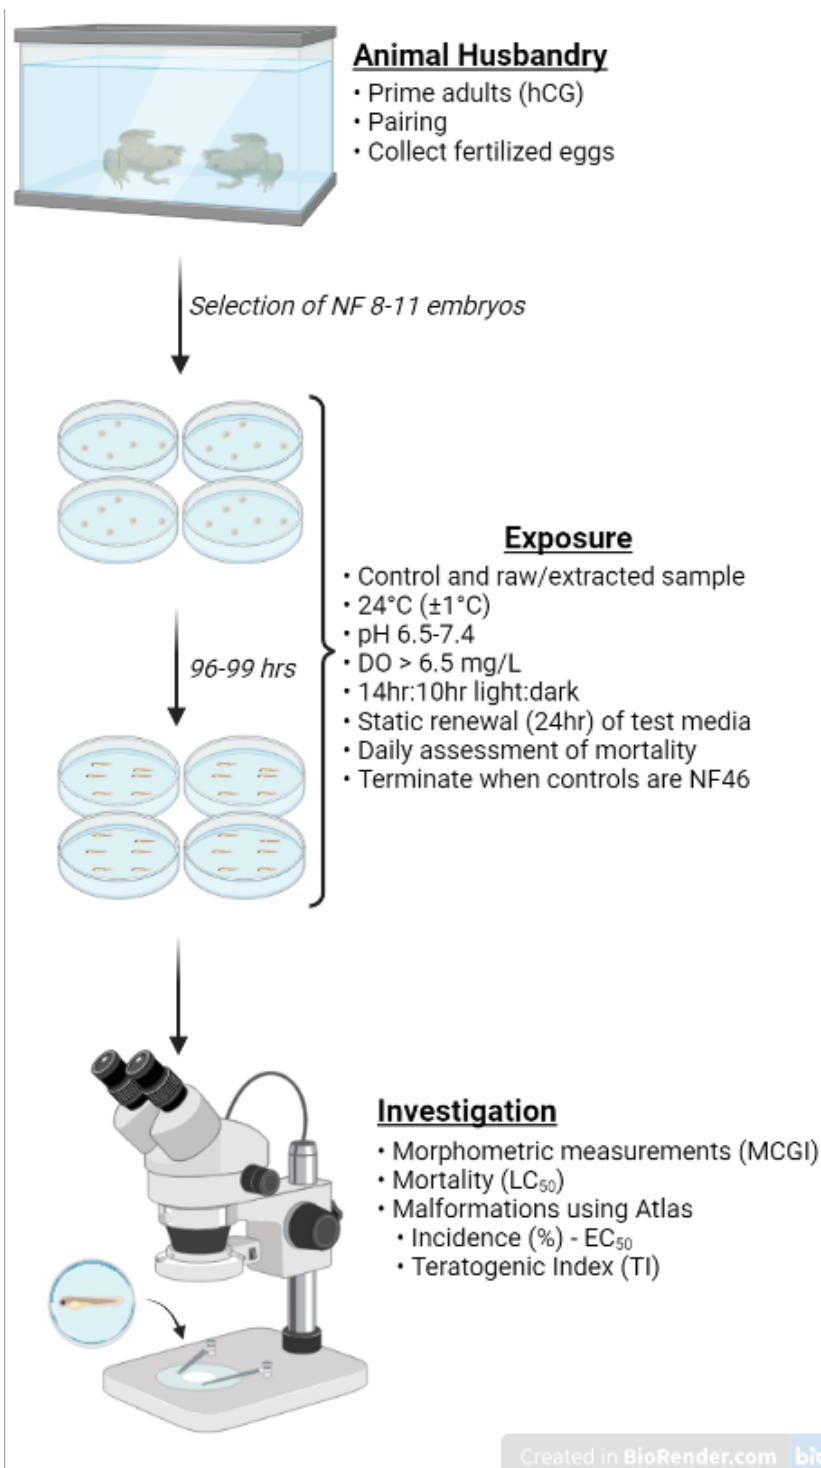 Animal Husbandry
• Prime adults (hCG)
• Pairing
• Collect fertilized eggs
Selection of NF 8-11 embryos
Exposure
• Control and raw/extracted sample
• 24°C (±1°C)
• pH 6.5-7.4
• DO > 6.5 mg/L
• 14hr:10hr light:dark
• Static renewal (24hr) of test media
• Daily assessment of mortality
• Terminate when controls are NF46
96-99 hrs
Investigation
• Morphometric measurements (MCGI)
• Mortality (LC₅₀)
• Malformations using Atlas
• Incidence (%) - EC₅₀
• Teratogenic Index (TI)
Created in BioRender.com